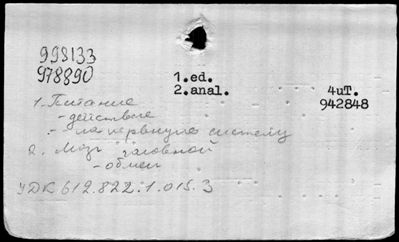 998133
978890
1.ed.
2.anal.
4иТ.
942848
1. Питание
- действие
- на нервную систему
2. Мозг головной
- обмен
УДК 612.822.1.015.3